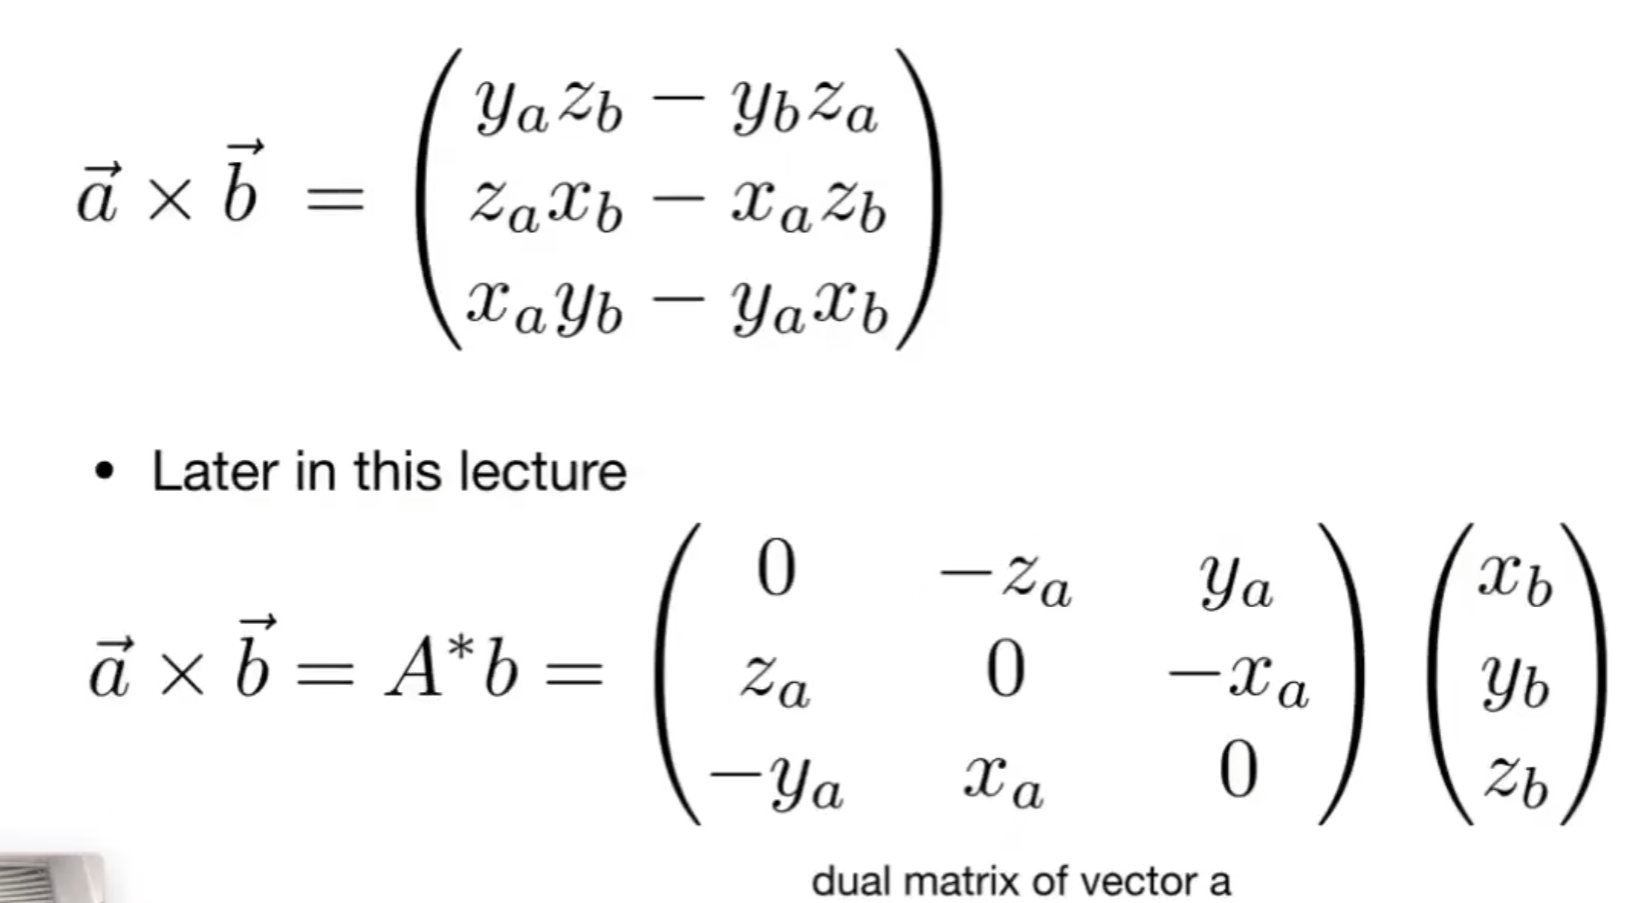 $\vec{a} \times \vec{b} = \begin{pmatrix} y_a z_b - y_b z_a \\ z_a x_b - x_a z_b \\ x_a y_b - y_a x_b \end{pmatrix}$
• Later in this lecture
$\vec{a} \times \vec{b} = A^* b = \begin{pmatrix} 0 & -z_a & y_a \\ z_a & 0 & -x_a \\ -y_a & x_a & 0 \end{pmatrix} \begin{pmatrix} x_b \\ y_b \\ z_b \end{pmatrix}$
dual matrix of vector a